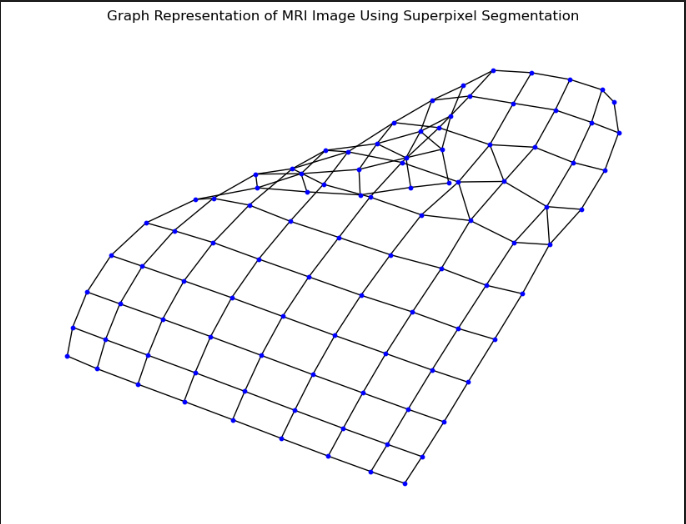 Graph Representation of MRI Image Using Superpixel Segmentation